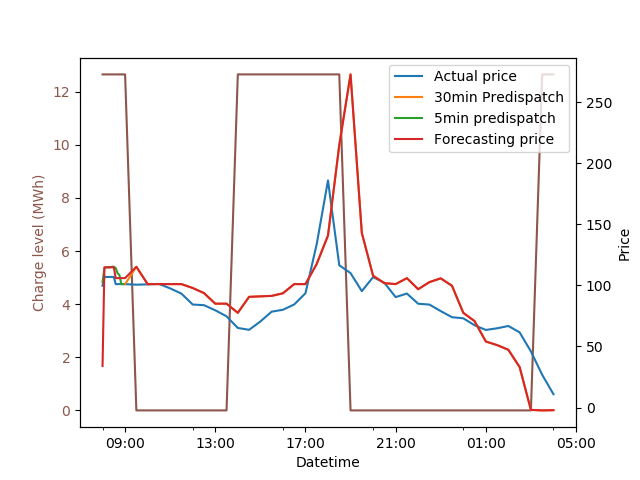 Actual price
30min Predispatch
5min predispatch
Forecasting price
12
10
8
6
4
2
0
Charge level (MWh)
250
200
150
100
50
0
Price
09:00 13:00 17:00 21:00 01:00 05:00
Datetime